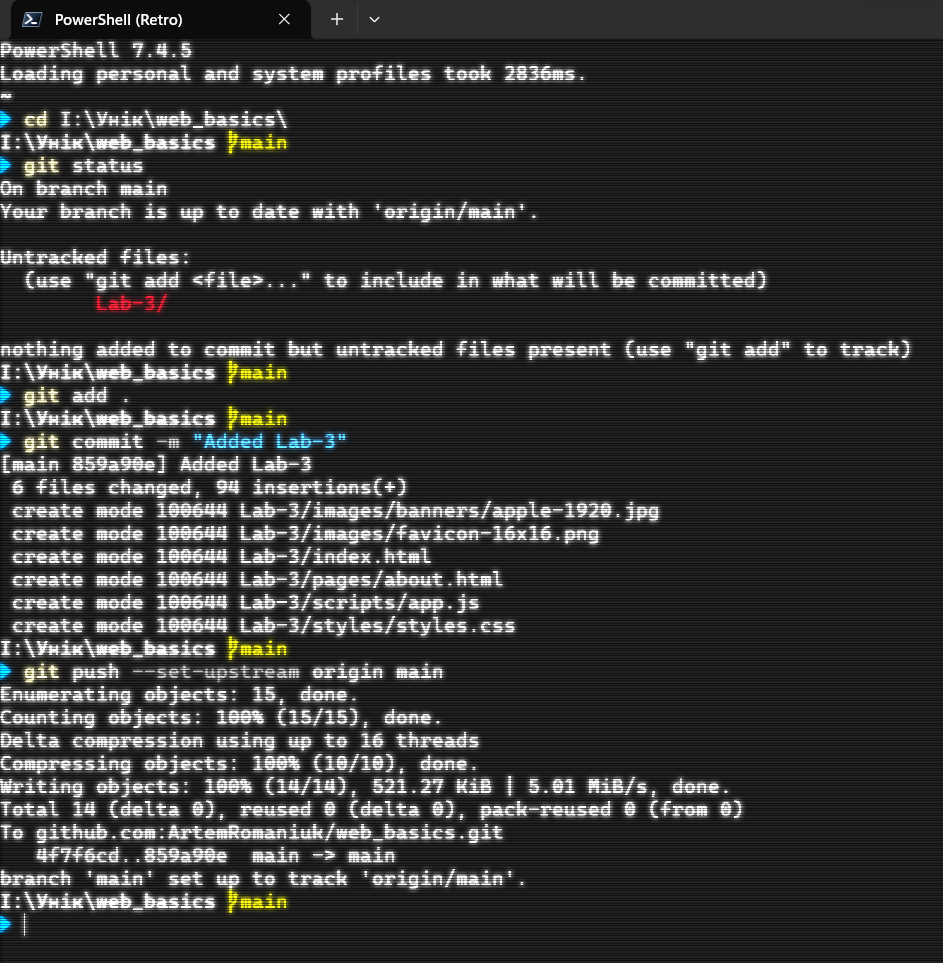 PowerShell (Retro)
PowerShell 7.4.5
Loading personal and system profiles took 2836ms.
~
cd I:\Унік\web_basics\
I:\Унік\web_basics main
git status
On branch main
Your branch is up to date with 'origin/main'.
Untracked files:
(use "git add <file>..." to include in what will be committed)
Lab-3/
nothing added to commit but untracked files present (use "git add" to track)
I:\Унік\web_basics main
git add .
I:\Унік\web_basics main
git commit -m "Added Lab-3"
[main 859a90e] Added Lab-3
6 files changed, 94 insertions(+)
create mode 100644 Lab-3/images/banners/apple-1920.jpg
create mode 100644 Lab-3/images/favicon-16x16.png
create mode 100644 Lab-3/index.html
create mode 100644 Lab-3/pages/about.html
create mode 100644 Lab-3/scripts/app.js
create mode 100644 Lab-3/styles/styles.css
I:\Унік\web_basics main
git push --set-upstream origin main
Enumerating objects: 15, done.
Counting objects: 100% (15/15), done.
Delta compression using up to 16 threads
Compressing objects: 100% (10/10), done.
Writing objects: 100% (14/14), 521.27 KiB | 5.01 MiB/s, done.
Total 14 (delta 0), reused 0 (delta 0), pack-reused 0 (from 0)
To github.com:ArtemRomaniuk/web_basics.git
4f7f6cd..859a90e main -> main
branch 'main' set up to track 'origin/main'.
I:\Унік\web_basics main